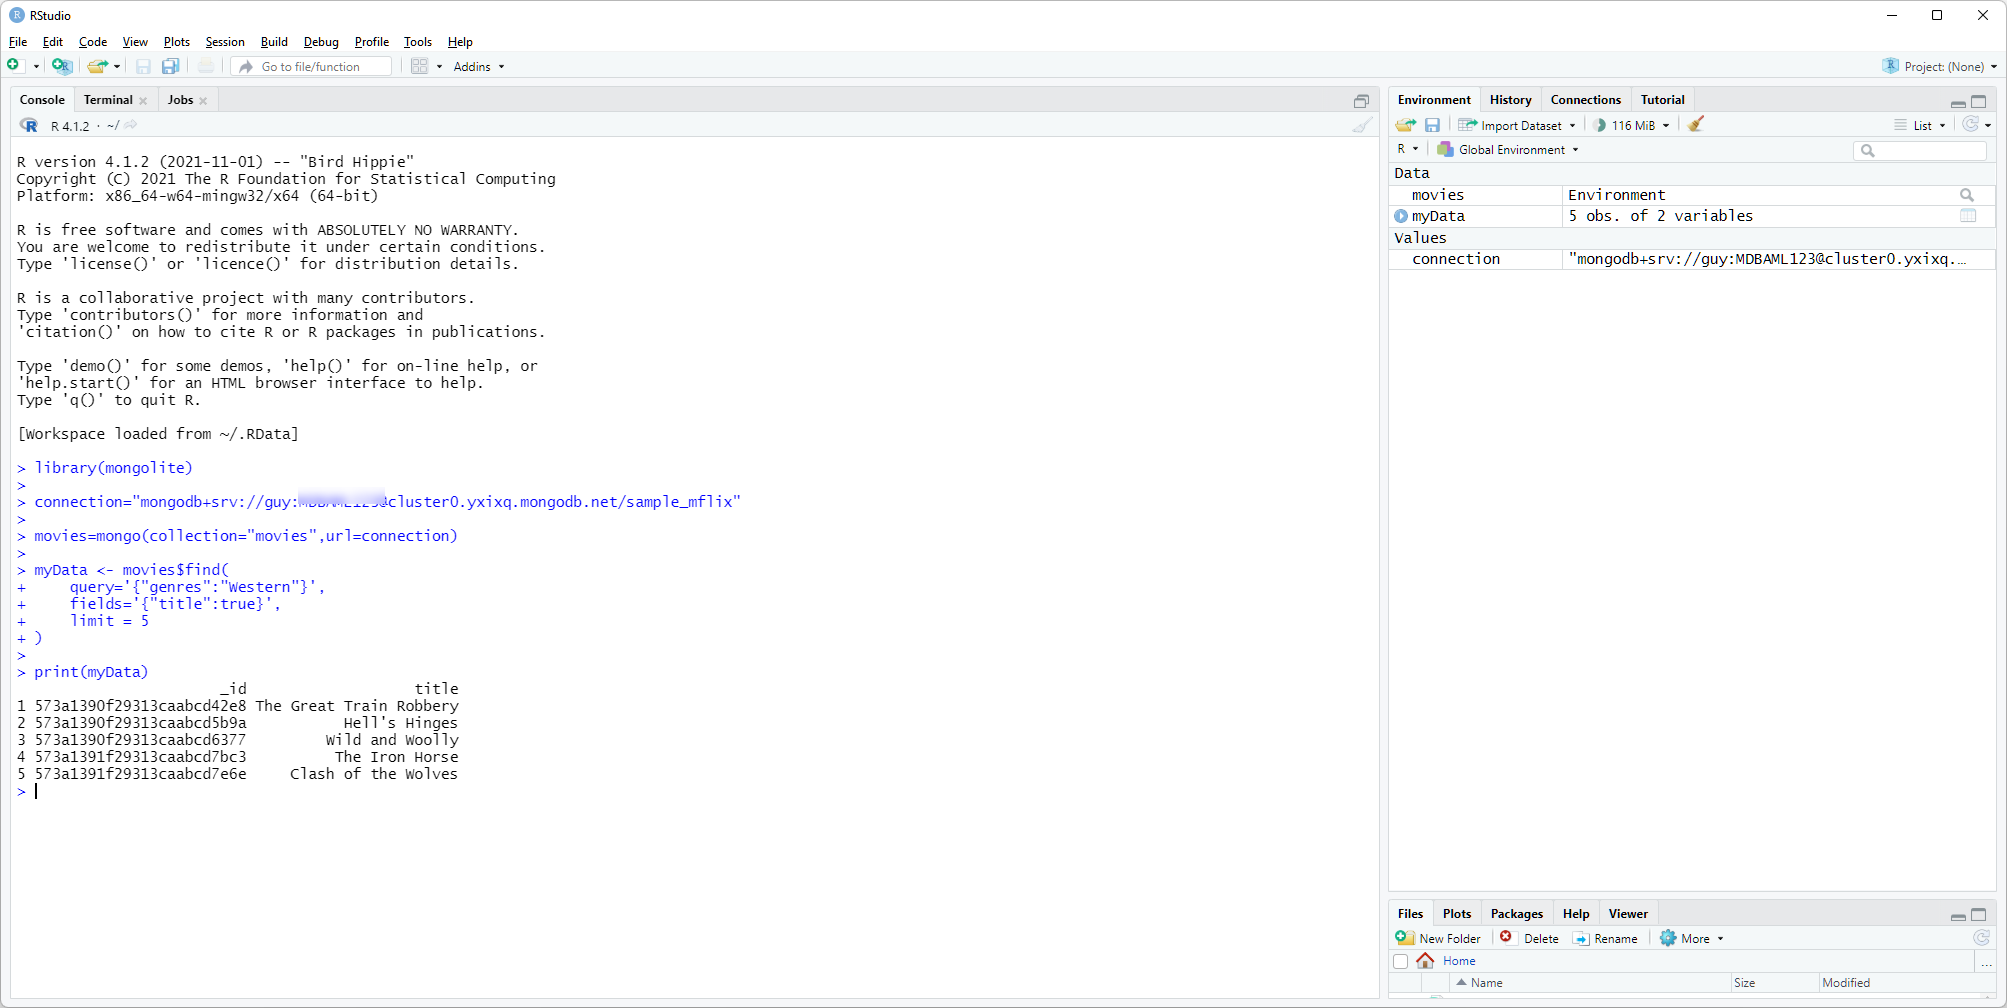 RStudio
File Edit Code View Plots Session Build Debug Profile Tools Help
Go to file/function Addins Project: (None)
Console Terminal Jobs
R 4.1.2 · ~/
R version 4.1.2 (2021-11-01) -- "Bird Hippie"
Copyright (C) 2021 The R Foundation for Statistical Computing
Platform: x86_64-w64-mingw32/x64 (64-bit)
R is free software and comes with ABSOLUTELY NO WARRANTY.
You are welcome to redistribute it under certain conditions.
Type 'license()' or 'licence()' for distribution details.
R is a collaborative project with many contributors.
Type 'contributors()' for more information and
'citation()' on how to cite R or R packages in publications.
Type 'demo()' for some demos, 'help()' for on-line help, or
'help.start()' for an HTML browser interface to help.
Type 'q()' to quit R.
[Workspace loaded from ~/.RData]
> library(mongolite)
>
> connection="mongodb+srv://guy: @cluster0.yxixq.mongodb.net/sample_mflix"
>
> movies=mongo(collection="movies",url=connection)
>
> myData <- movies$find(
+     query='{"genres":"Western"}',
+     fields='{"title":true}',
+     limit = 5
+ )
>
> print(myData)
_id title
1 573a1390f29313caabcd42e8 The Great Train Robbery
2 573a1390f29313caabcd5b9a Hell's Hinges
3 573a1390f29313caabcd6377 Wild and Woolly
4 573a1391f29313caabcd7bc3 The Iron Horse
5 573a1391f29313caabcd7e6e Clash of the Wolves
>
Environment History Connections Tutorial
Import Dataset 116 MiB List
R Global Environment
Data
movies Environment
myData 5 obs. of 2 variables
Values
connection "mongodb+srv://guy:MDBAML123@cluster0.yxixq.…
Files Plots Packages Help Viewer
New Folder Delete Rename More
Home ...
Name Size Modified